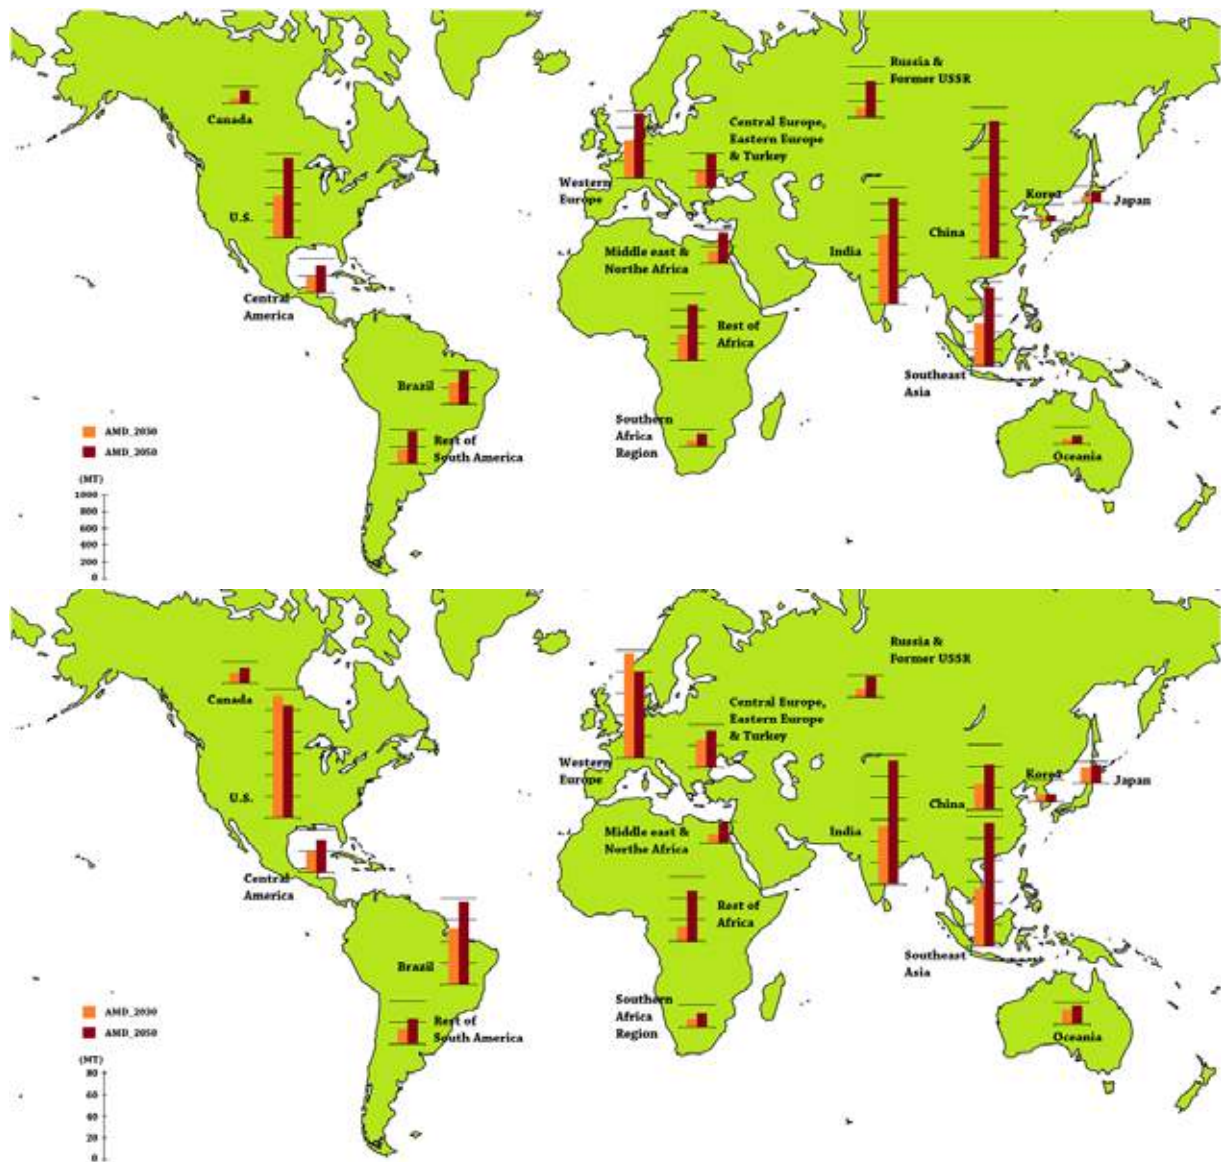 Russia &
Former USSR
Canada
Central Europe,
Eastern Europe
& Turkey
Western
Europe
Korea
Japan
U.S.
China
India
Middle east &
Northe Africa
Central
America
Rest of
Africa
Southeast
Asia
Brazil
Southern
Africa
Region
AMD_2030
AMD_2050
Rest of
South America
Oceania
(MT)
1000
800
600
400
200
0
Russia &
Former USSR
Canada
Central Europe,
Eastern Europe
& Turkey
Western
Europe
Korea
Japan
U.S.
China
India
Middle east &
Northe Africa
Central
America
Rest of
Africa
Southeast
Asia
Brazil
Southern
Africa
Region
AMD_2030
AMD_2050
Rest of
South America
Oceania
(MT)
80
60
40
20
0